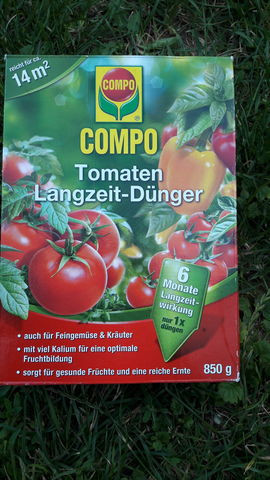 reicht für ca.
14 m²
COMPO
®
COMPO
Tomaten
Langzeit-Dünger
6
Monate
Langzeit-
wirkung
nur 1x
düngen
• auch für Feingemüse & Kräuter
• mit viel Kalium für eine optimale
Fruchtbildung
• sorgt für gesunde Früchte und eine reiche Ernte
850 g